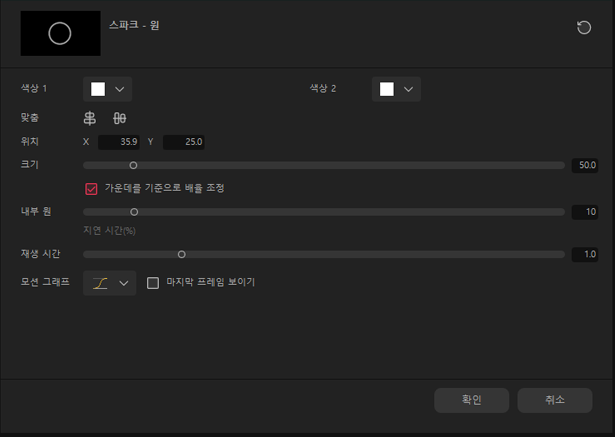 스파크 - 원
색상 1
색상 2
맞춤
위치 X 35.9 Y 25.0
크기 50.0
가운데를 기준으로 배율 조정
내부 원 10
지연 시간(%)
재생 시간 1.0
모션 그래프 마지막 프레임 보이기
확인 취소